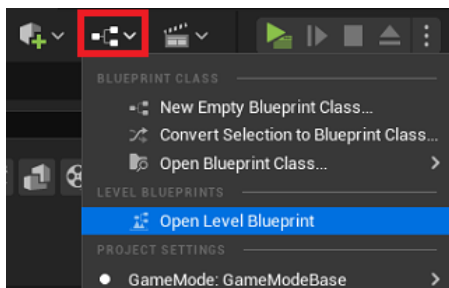 BLUEPRINT CLASS
New Empty Blueprint Class...
Convert Selection to Blueprint Class...
Open Blueprint Class...
LEVEL BLUEPRINTS
Open Level Blueprint
PROJECT SETTINGS
GameMode: GameModeBase